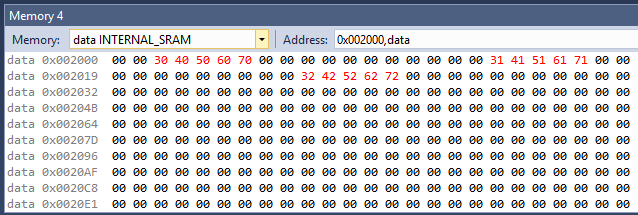 Memory 4
Memory: data INTERNAL_SRAM Address: 0x002000,data
data 0x002000 00 00 30 40 50 60 70 00 00 00 00 00 00 00 00 00 00 00 31 41 51 61 71 00 00
data 0x002019 00 00 00 00 00 00 00 00 00 32 42 52 62 72 00 00 00 00 00 00 00 00 00 00 00
data 0x002032 00 00 00 00 00 00 00 00 00 00 00 00 00 00 00 00 00 00 00 00 00 00 00 00 00
data 0x00204B 00 00 00 00 00 00 00 00 00 00 00 00 00 00 00 00 00 00 00 00 00 00 00 00 00
data 0x002064 00 00 00 00 00 00 00 00 00 00 00 00 00 00 00 00 00 00 00 00 00 00 00 00 00
data 0x00207D 00 00 00 00 00 00 00 00 00 00 00 00 00 00 00 00 00 00 00 00 00 00 00 00 00
data 0x002096 00 00 00 00 00 00 00 00 00 00 00 00 00 00 00 00 00 00 00 00 00 00 00 00 00
data 0x0020AF 00 00 00 00 00 00 00 00 00 00 00 00 00 00 00 00 00 00 00 00 00 00 00 00 00
data 0x0020C8 00 00 00 00 00 00 00 00 00 00 00 00 00 00 00 00 00 00 00 00 00 00 00 00 00
data 0x0020E1 00 00 00 00 00 00 00 00 00 00 00 00 00 00 00 00 00 00 00 00 00 00 00 00 00